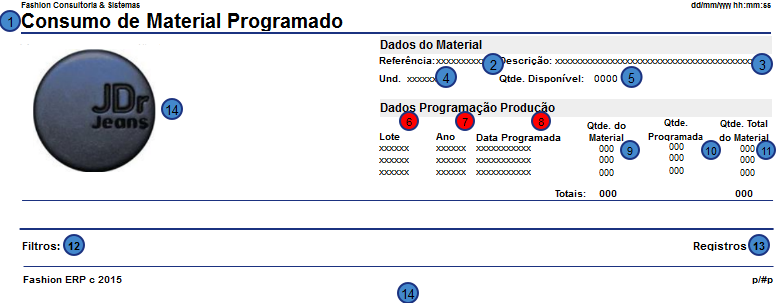 Fashion Consultoria & Sistemas
dd/mm/yyyy hh:mm:ss
1 Consumo de Material Programado
JDr
Jeans
14
Dados do Material
Referência: xxxxxxxxxx 2 Descrição: xxxxxxxxxxxxxxxxxxxxxxxxxxxxxxxxxxxxxxx 3
Und. xxxxxx 4 Qtde. Disponível: 0000 5
Dados Programação Produção
6 7 8
Lote Ano Data Programada Qtde. do Material Qtde. Programada Qtde. Total do Material
xxxxxx xxxxxx xxxxxxxxxxx 000 000 000
xxxxxx xxxxxx xxxxxxxxxxx 000 000 000
xxxxxx xxxxxx xxxxxxxxxxx 000 000 000
9 10 11
Totais: 000 000
Filtros: 12 Registros 13
Fashion ERP c 2015 p/#p
14